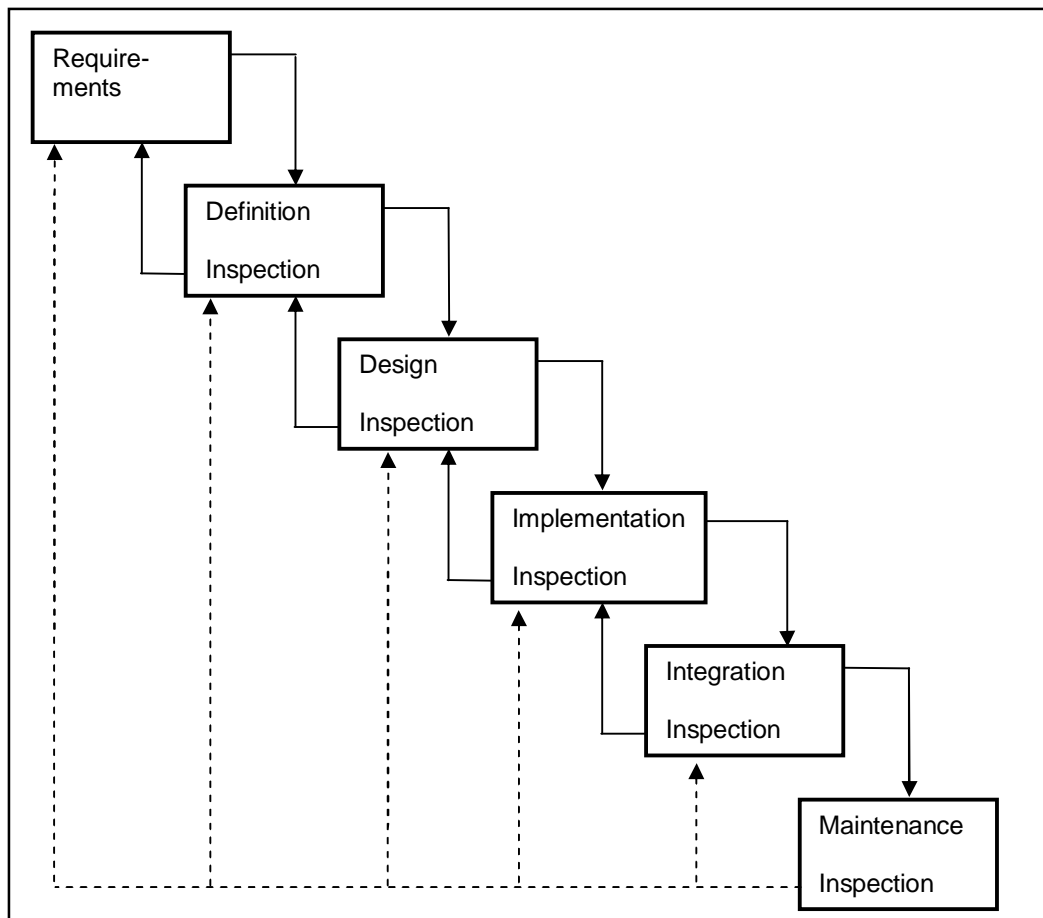 Require-
ments
Definition
Inspection
Design
Inspection
Implementation
Inspection
Integration
Inspection
Maintenance
Inspection